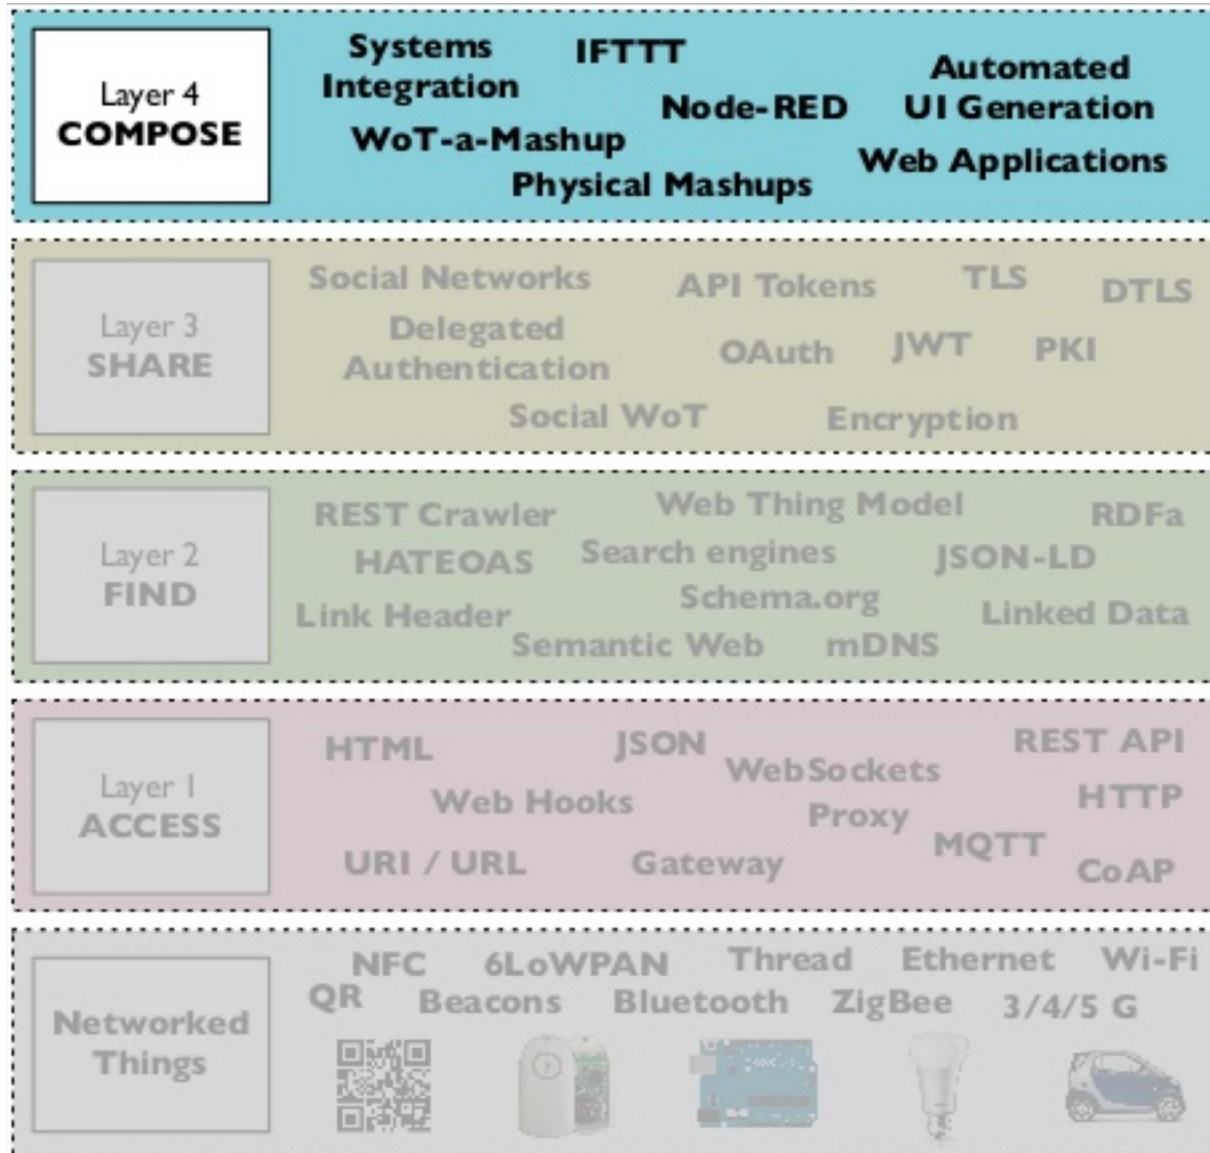 Layer 4
COMPOSE
Systems
Integration
IFTTT
Automated
UI Generation
Node-RED
WoT-a-Mashup
Web Applications
Physical Mashups
Layer 3
SHARE
Social Networks
API Tokens
TLS
DTLS
Delegated
Authentication
OAuth
JWT
PKI
Social WoT
Encryption
Layer 2
FIND
REST Crawler
Web Thing Model
RDFa
HATEOAS
Search engines
JSON-LD
Link Header
Schema.org
Linked Data
Semantic Web
mDNS
Layer 1
ACCESS
HTML
JSON
REST API
WebSockets
Web Hooks
Proxy
HTTP
URI / URL
Gateway
MQTT
CoAP
Networked
Things
NFC
6LoWPAN
Thread
Ethernet
Wi-Fi
QR
Beacons
Bluetooth
ZigBee
3/4/5 G